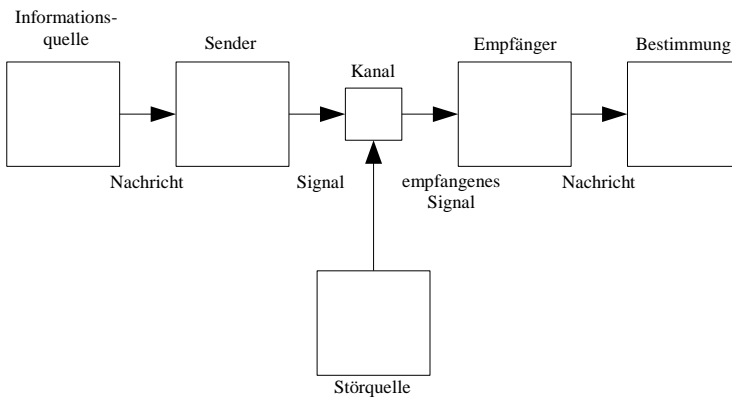 Informations-
quelle
Sender
Kanal
Empfänger
Bestimmung
Nachricht
Signal
empfangenes
Signal
Nachricht
Störquelle